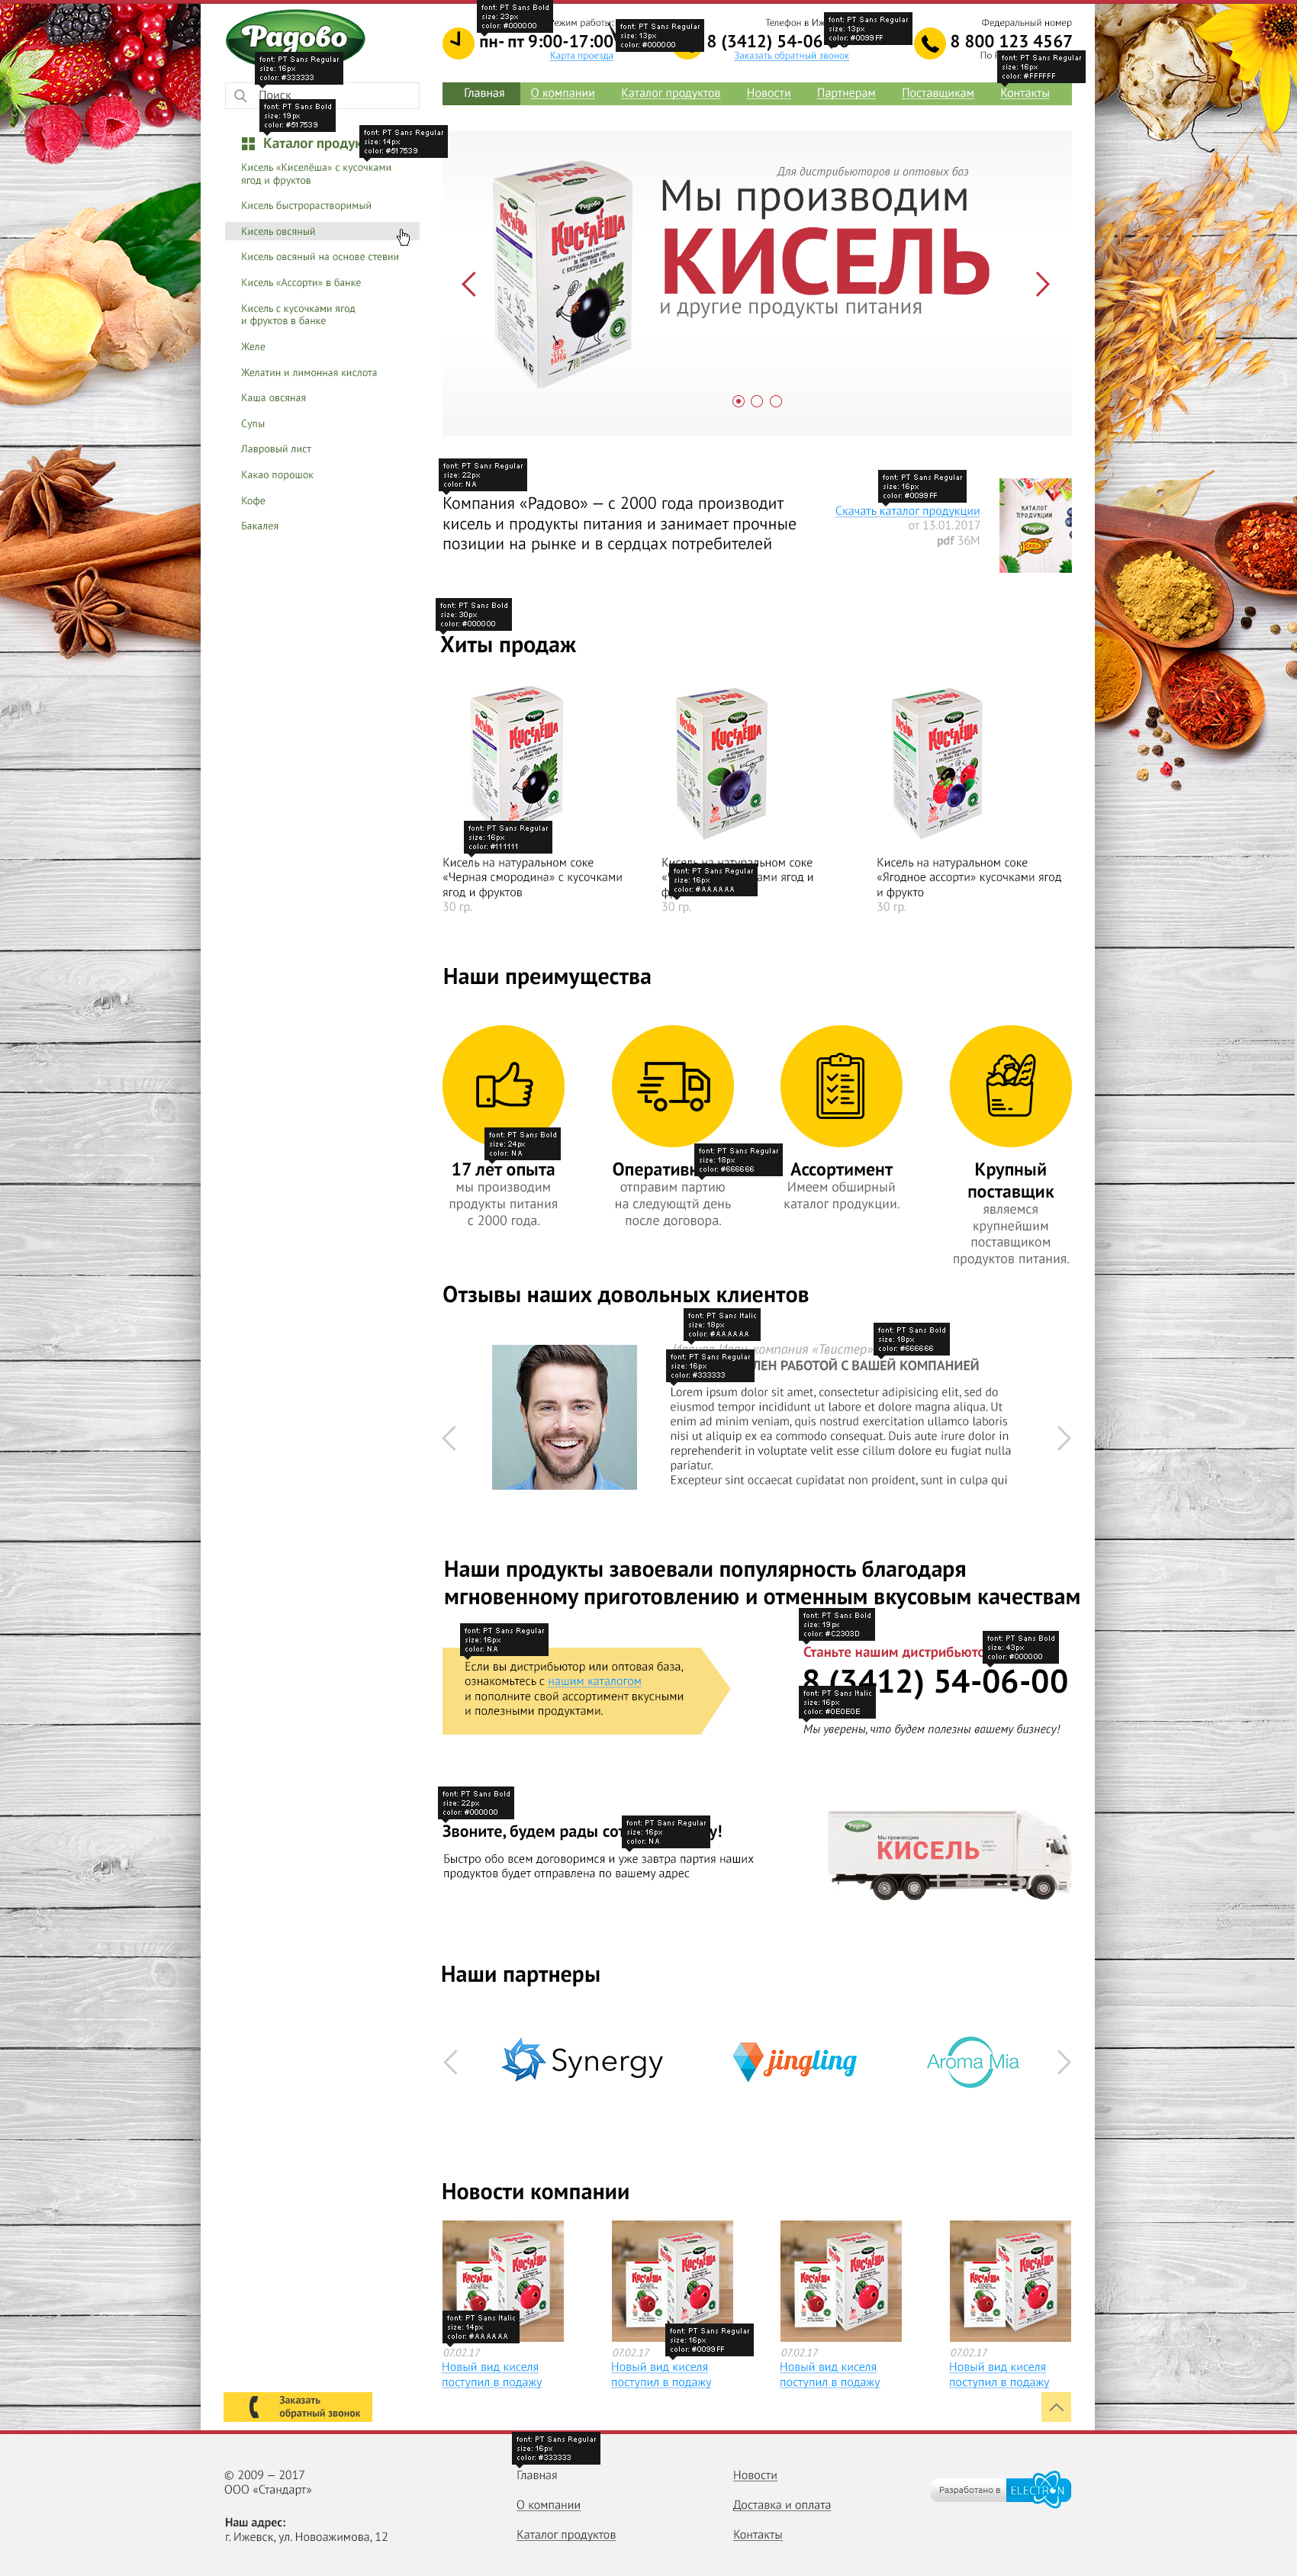 Радово
font: PT Sans Bold
size: 23px
color: #000000
Режим работы:
пн- пт 9:00-17:00
Карта проезда
font: PT Sans Regular
size: 13px
color: #000000
Телефон в
8 (3412) 54-06-
Заказать обратный звонок
font: PT Sans Regular
size: 13px
color: #0099FF
Федеральный номер
8 800 123 4567
По
font: PT Sans Regular
size: 16px
color: #FFFFFF
font: PT Sans Regular
size: 16px
color: #333333
Поиск
Главная
О компании
Каталог продуктов
Новости
Партнерам
Поставщикам
Контакты
font: PT Sans Bold
size: 19px
color: #517539
Каталог
font: PT Sans Regular
size: 14px
color: #517539
Кисель «Киселёша» с кусочками
ягод и фруктов
Кисель быстрорастворимый
Кисель овсяный
Кисель овсяный на основе стевии
Кисель «Ассорти» в банке
Кисель с кусочками ягод
и фруктов в банке
Желе
Желатин и лимонная кислота
Каша овсяная
Супы
Лавровый лист
Какао порошок
Кофе
Бакалея
Радово
Киселёша
Для дистрибьюторов и оптовых баз
Мы производим
КИСЕЛЬ
и другие продукты питания
font: PT Sans Regular
size: 22px
color: NA
Компания «Радово» — с 2000 года производит
кисель и продукты питания и занимает прочные
позиции на рынке и в сердцах потребителей
font: PT Sans Regular
size: 16px
color: #0099FF
Скачать каталог продукции
от 13.01.2017
pdf 36М
КАТАЛОГ
ПРОДУКЦИИ
Радово
font: PT Sans Bold
size: 30px
color: #000000
Хиты продаж
Киселёша
Киселёша
Киселёша
font: PT Sans Regular
size: 16px
color: #111111
Кисель на натуральном соке
«Черная смородина» с кусочками
ягод и фруктов
30 гр.
Кисель на натуральном соке
ами ягод и
font: PT Sans Regular
size: 16px
color: #AAAAAA
30 гр.
Кисель на натуральном соке
«Ягодное ассорти» кусочками ягод
и фрукто
30 гр.
Наши преимущества
font: PT Sans Bold
size: 24px
color: NA
17 лет опыта
мы производим
продукты питания
с 2000 года.
font: PT Sans Regular
size: 18px
color: #666666
Оперативн
отправим партию
на следующтй день
после договора.
Ассортимент
Имеем обширный
каталог продукции.
Крупный
поставщик
являемся
крупнейшим
поставщиком
продуктов питания.
Отзывы наших довольных клиентов
font: PT Sans Italic
size: 18px
color: #AAAAAA
font: PT Sans Bold
size: 18px
color: #666666
компания «Твистер»
font: PT Sans Regular
size: 16px
color: #333333
ЛЕН РАБОТОЙ С ВАШЕЙ КОМПАНИЕЙ
Lorem ipsum dolor sit amet, consectetur adipisicing elit, sed do
eiusmod tempor incididunt ut labore et dolore magna aliqua. Ut
enim ad minim veniam, quis nostrud exercitation ullamco laboris
nisi ut aliquip ex ea commodo consequat. Duis aute irure dolor in
reprehenderit in voluptate velit esse cillum dolore eu fugiat nulla
pariatur.
Excepteur sint occaecat cupidatat non proident, sunt in culpa qui
Наши продукты завоевали популярность благодаря
мгновенному приготовлению и отменным вкусовым качествам
font: PT Sans Regular
size: 16px
color: NA
Если вы дистрибьютор или оптовая база,
ознакомьтесь с нашим каталогом
и пополните свой ассортимент вкусными
и полезными продуктами.
font: PT Sans Bold
size: 19px
color: #C2303D
Станьте нашим дистрибьюто
font: PT Sans Bold
size: 43px
color: #000000
8 (3412) 54-06-00
font: PT Sans Italic
size: 16px
color: #0E0E0E
Мы уверены, что будем полезны вашему бизнесу!
font: PT Sans Bold
size: 22px
color: #000000
Звоните, будем рады
font: PT Sans Regular
size: 16px
color: NA
Быстро обо всем договоримся и уже завтра партия наших
продуктов будет отправлена по вашему адрес
Радово
Мы производим
КИСЕЛЬ
Наши партнеры
Synergy
jingling
Aroma Mia
Новости компании
font: PT Sans Italic
size: 14px
color: #AAAAAA
07.02.17
Новый вид киселя
поступил в подажу
font: PT Sans Regular
size: 16px
color: #0099FF
07.02.17
Новый вид киселя
поступил в подажу
07.02.17
Новый вид киселя
поступил в подажу
07.02.17
Новый вид киселя
поступил в подажу
Заказать
обратный звонок
font: PT Sans Regular
size: 16px
color: #333333
© 2009 — 2017
ООО «Стандарт»
Наш адрес:
г. Ижевск, ул. Новоажимова, 12
Главная
О компании
Каталог продуктов
Новости
Доставка и оплата
Контакты
Разработано в
ELECTRON